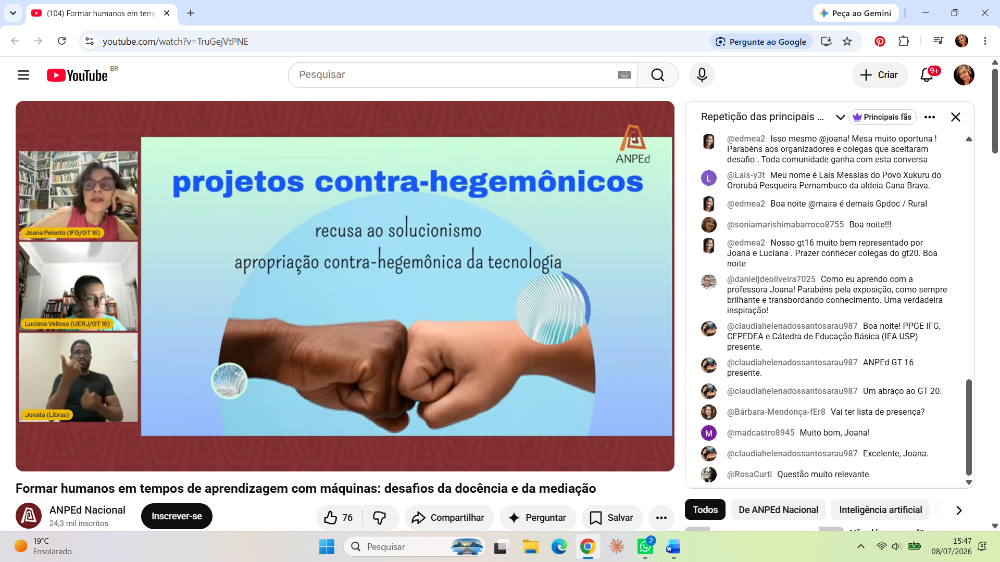 (104) Formar humanos em temp
Peça ao Gemini
youtube.com/watch?v=TruGejVtPNE
Pergunte ao Google
YouTube
BR
Pesquisar
Criar
9+
ANPEd
projetos contra-hegemônicos
recusa ao solucionismo
apropriação contra-hegemônica da tecnologia
Joana Peixoto (IFG/GT 16)
Luciana Velloso (UERJ/GT 16)
Jonata (Libras)
Repetição das principais ...
Principais fãs
@edmea2 Isso mesmo @joana! Mesa muito oportuna !
Parabéns aos organizadores e colegas que aceitaram
desafio . Toda comunidade ganha com esta conversa
L
@Laís-y3t Meu nome é Laís Messias do Povo Xukuru do
Ororubá Pesqueira Pernambuco da aldeia Cana Brava.
@edmea2 Boa noite @maira é demais Gpdoc / Rural
@soniamarishimabarroco8755 Boa noite!!!
@edmea2 Nosso gt16 muito bem representado por
Joana e Luciana . Prazer conhecer colegas do gt20. Boa
noite
@danieljdeoliveira7025 Como eu aprendo com a
professora Joana! Parabéns pela exposição, como sempre
brilhante e transbordando conhecimento. Uma verdadeira
inspiração!
@claudiahelenadossantosarau987 Boa noite! PPGE IFG,
CEPEDEA e Cátedra de Educação Básica (IEA USP)
presente.
@claudiahelenadossantosarau987 ANPEd GT 16
presente.
@claudiahelenadossantosarau987 Um abraço ao GT 20.
@Bárbara-Mendonça-fEr8 Vai ter lista de presença?
M
@madcastro8945 Muito bom, Joana!
@claudiahelenadossantosarau987 Excelente, Joana.
@RosaCurti Questão muito relevante
Formar humanos em tempos de aprendizagem com máquinas: desafios da docência e da mediação
ANPEd Nacional
24,3 mil inscritos
Inscrever-se
76
Compartilhar
Perguntar
Salvar
Todos
De ANPEd Nacional
Inteligência artificial
19°C
Ensolarado
Pesquisar
2
15:47
08/07/2026